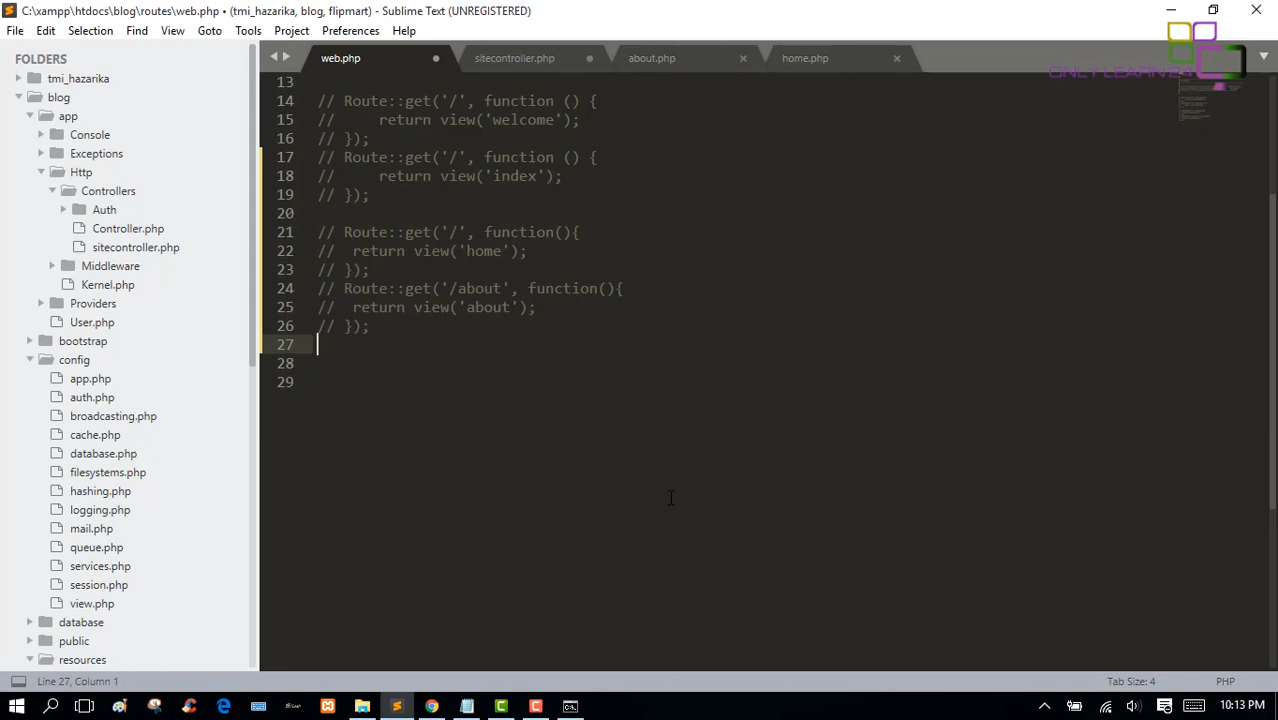 C:\xampp\htdocs\blog\routes\web.php • (tmi_hazarika, blog, flipmart) - Sublime Text (UNREGISTERED)
File Edit Selection Find View Goto Tools Project Preferences Help
FOLDERS
tmi_hazarika
blog
app
Console
Exceptions
Http
Controllers
Auth
Controller.php
sitecontroller.php
Middleware
Kernel.php
Providers
User.php
bootstrap
config
app.php
auth.php
broadcasting.php
cache.php
database.php
filesystems.php
hashing.php
logging.php
mail.php
queue.php
services.php
session.php
view.php
database
public
resources
web.php sitecontroller.php about.php home.php
ONLY LEARN 24
13
14 // Route::get('/', function () {
15 //     return view('welcome');
16 // });
17 // Route::get('/', function () {
18 //     return view('index');
19 // });
20
21 // Route::get('/', function(){
22 //  return view('home');
23 // });
24 // Route::get('/about', function(){
25 //  return view('about');
26 // });
27
28
29
Line 27, Column 1 Tab Size: 4 PHP
10:13 PM